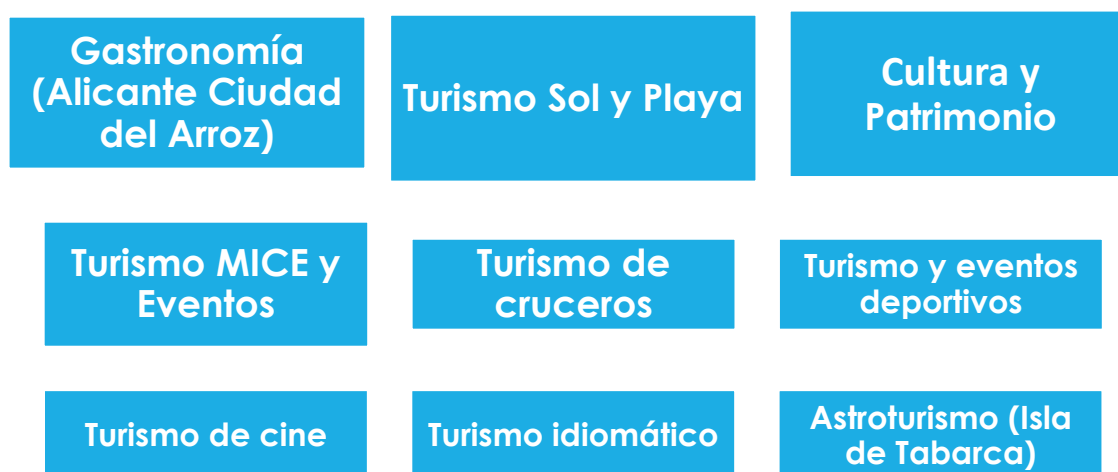 Gastronomía
(Alicante Ciudad
del Arroz)
Turismo Sol y Playa
Cultura y
Patrimonio
Turismo MICE y
Eventos
Turismo de
cruceros
Turismo y eventos
deportivos
Turismo de cine
Turismo idiomático
Astroturismo (Isla
de Tabarca)